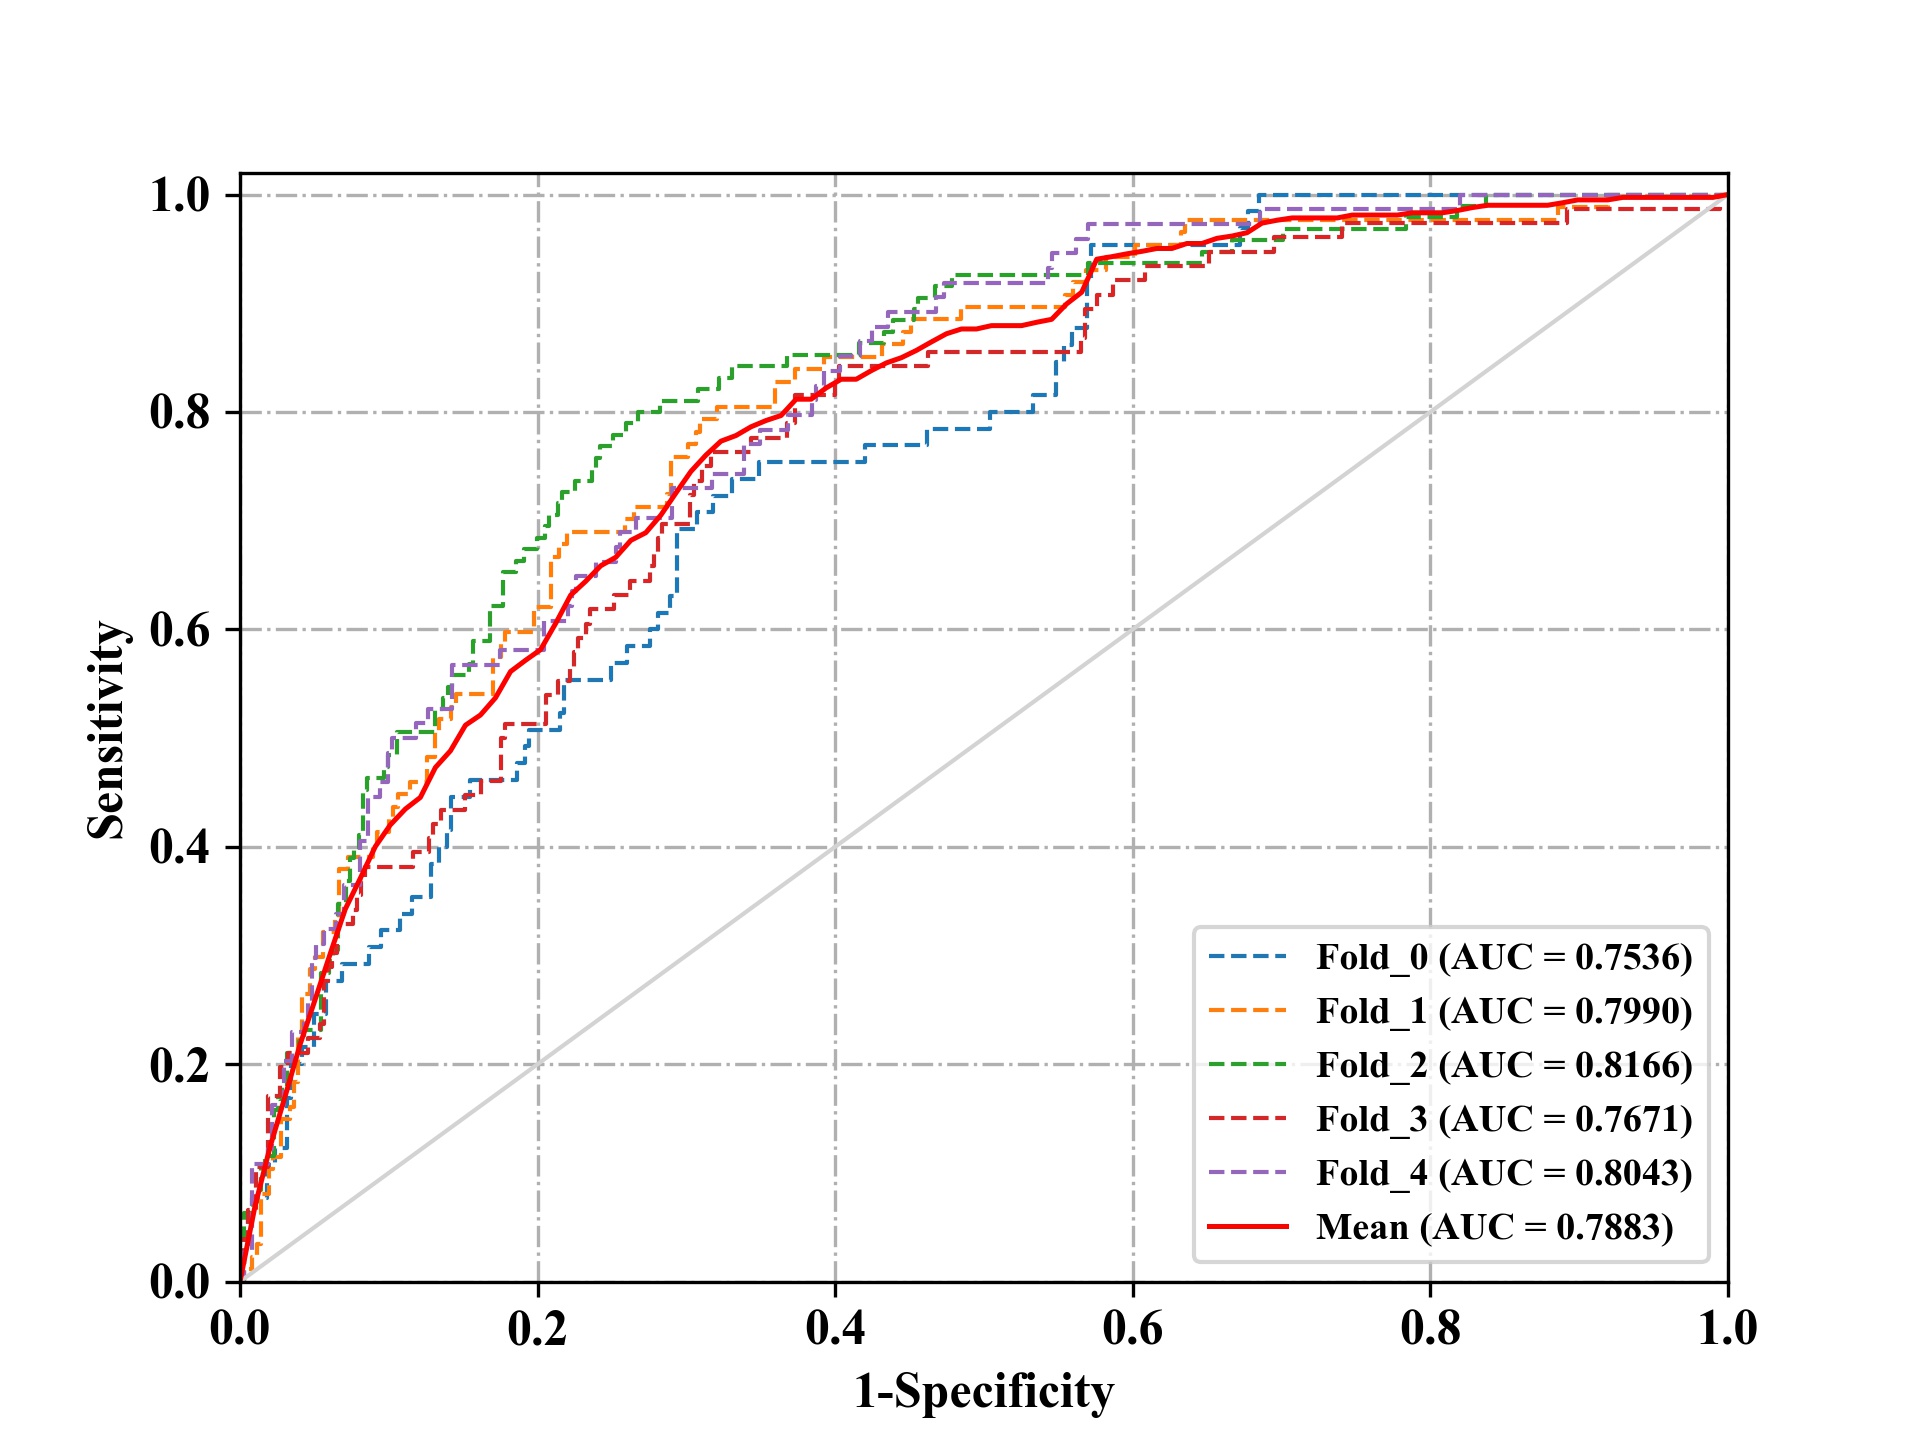 1.0
0.8
0.6
0.4
0.2
0.0
Sensitivity
0.0 0.2 0.4 0.6 0.8 1.0
1-Specificity
Fold_0 (AUC = 0.7536)
Fold_1 (AUC = 0.7990)
Fold_2 (AUC = 0.8166)
Fold_3 (AUC = 0.7671)
Fold_4 (AUC = 0.8043)
Mean (AUC = 0.7883)